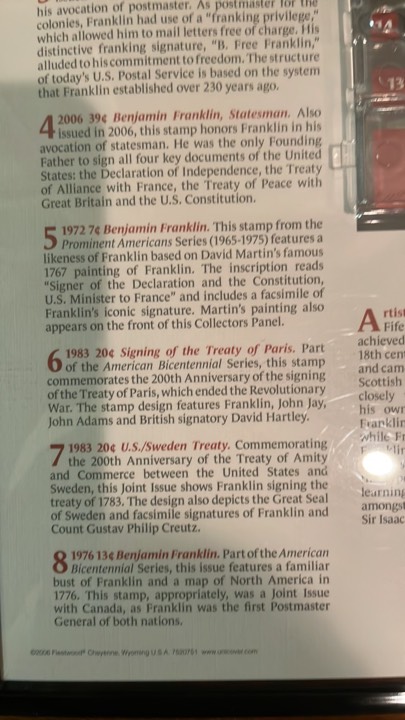 his avocation of postmaster. As postmaster for the
colonies, Franklin had use of a "franking privilege,"
which allowed him to mail letters free of charge. His
distinctive franking signature, "B. Free Franklin,"
alluded to his commitment to freedom. The structure
of today's U.S. Postal Service is based on the system
that Franklin established over 230 years ago.
4 2006 39¢ Benjamin Franklin, Statesman. Also
issued in 2006, this stamp honors Franklin in his
avocation of statesman. He was the only Founding
Father to sign all four key documents of the United
States: the Declaration of Independence, the Treaty
of Alliance with France, the Treaty of Peace with
Great Britain and the U.S. Constitution.
5 1972 7¢ Benjamin Franklin. This stamp from the
Prominent Americans Series (1965-1975) features a
likeness of Franklin based on David Martin's famous
1767 painting of Franklin. The inscription reads
"Signer of the Declaration and the Constitution,
U.S. Minister to France" and includes a facsimile of
Franklin's iconic signature. Martin's painting also
appears on the front of this Collectors Panel.
6 1983 20¢ Signing of the Treaty of Paris. Part
of the American Bicentennial Series, this stamp
commemorates the 200th Anniversary of the signing
of the Treaty of Paris, which ended the Revolutionary
War. The stamp design features Franklin, John Jay,
John Adams and British signatory David Hartley.
7 1983 20¢ U.S./Sweden Treaty. Commemorating
the 200th Anniversary of the Treaty of Amity
and Commerce between the United States and
Sweden, this Joint Issue shows Franklin signing the
treaty of 1783. The design also depicts the Great Seal
of Sweden and facsimile signatures of Franklin and
Count Gustav Philip Creutz.
8 1976 13¢ Benjamin Franklin. Part of the American
Bicentennial Series, this issue features a familiar
bust of Franklin and a map of North America in
1776. This stamp, appropriately, was a Joint Issue
with Canada, as Franklin was the first Postmaster
General of both nations.
©2006 Fleetwood® Cheyenne, Wyoming U.S.A. 7520761 www.unicover.com
14
13
Artist
Fife
achieved
18th cent
and cam
Scottish
closely
his own
Franklin
while Fr
learning
amongst
Sir Isaac